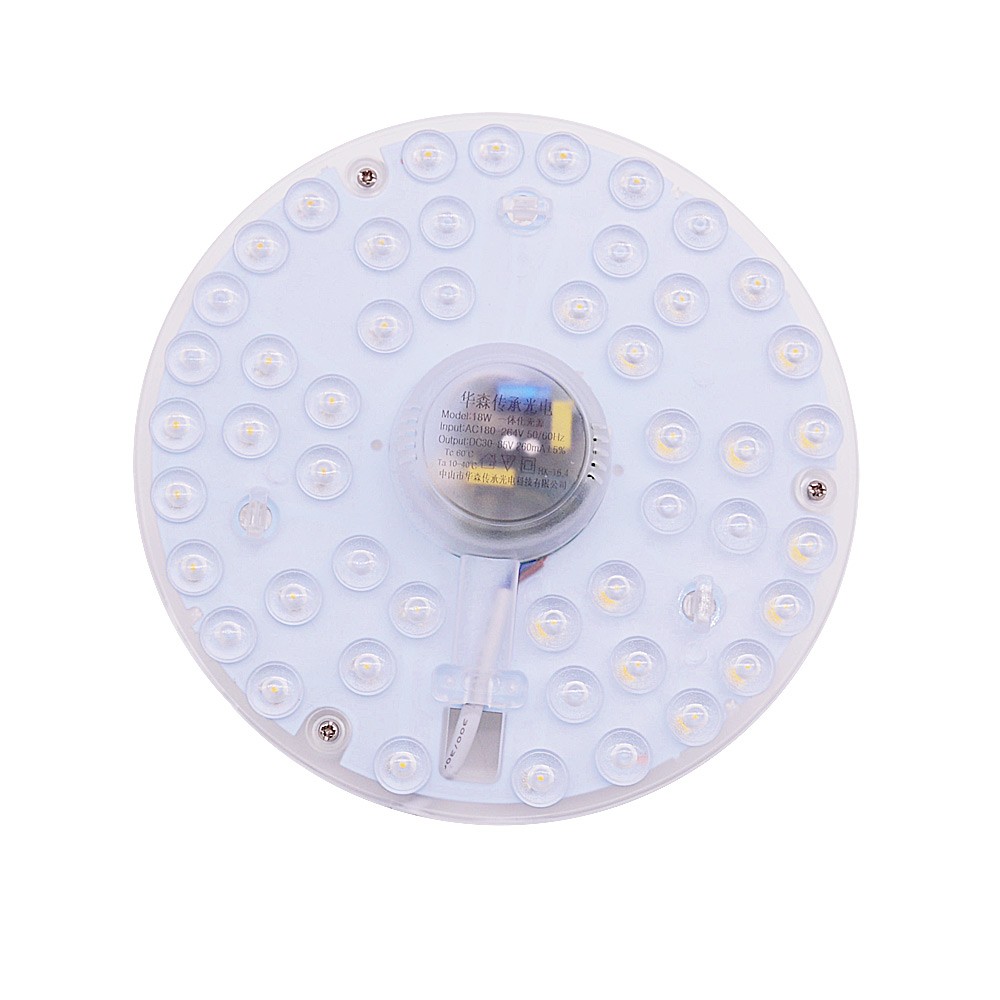 华森传承光电
Model:18W 一体化光源
Input:AC180-264V 50/60Hz
Output:DC30-85V 260mA±5%
Tc 60℃
Ta 10-40℃ HX-15.4
中山市华森传承光电科技有限公司
300/30